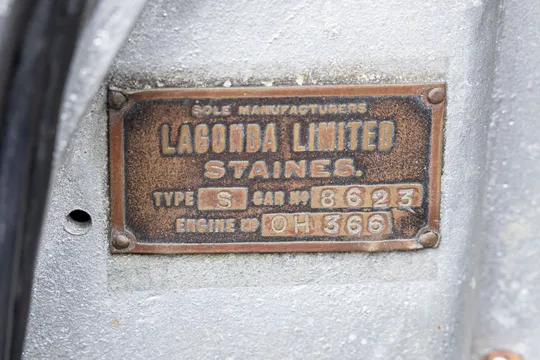 SOLE MANUFACTURERS
LAGONDA LIMITED
STAINES.
TYPE S CAR Nº 8623
ENGINE Nº OH 366